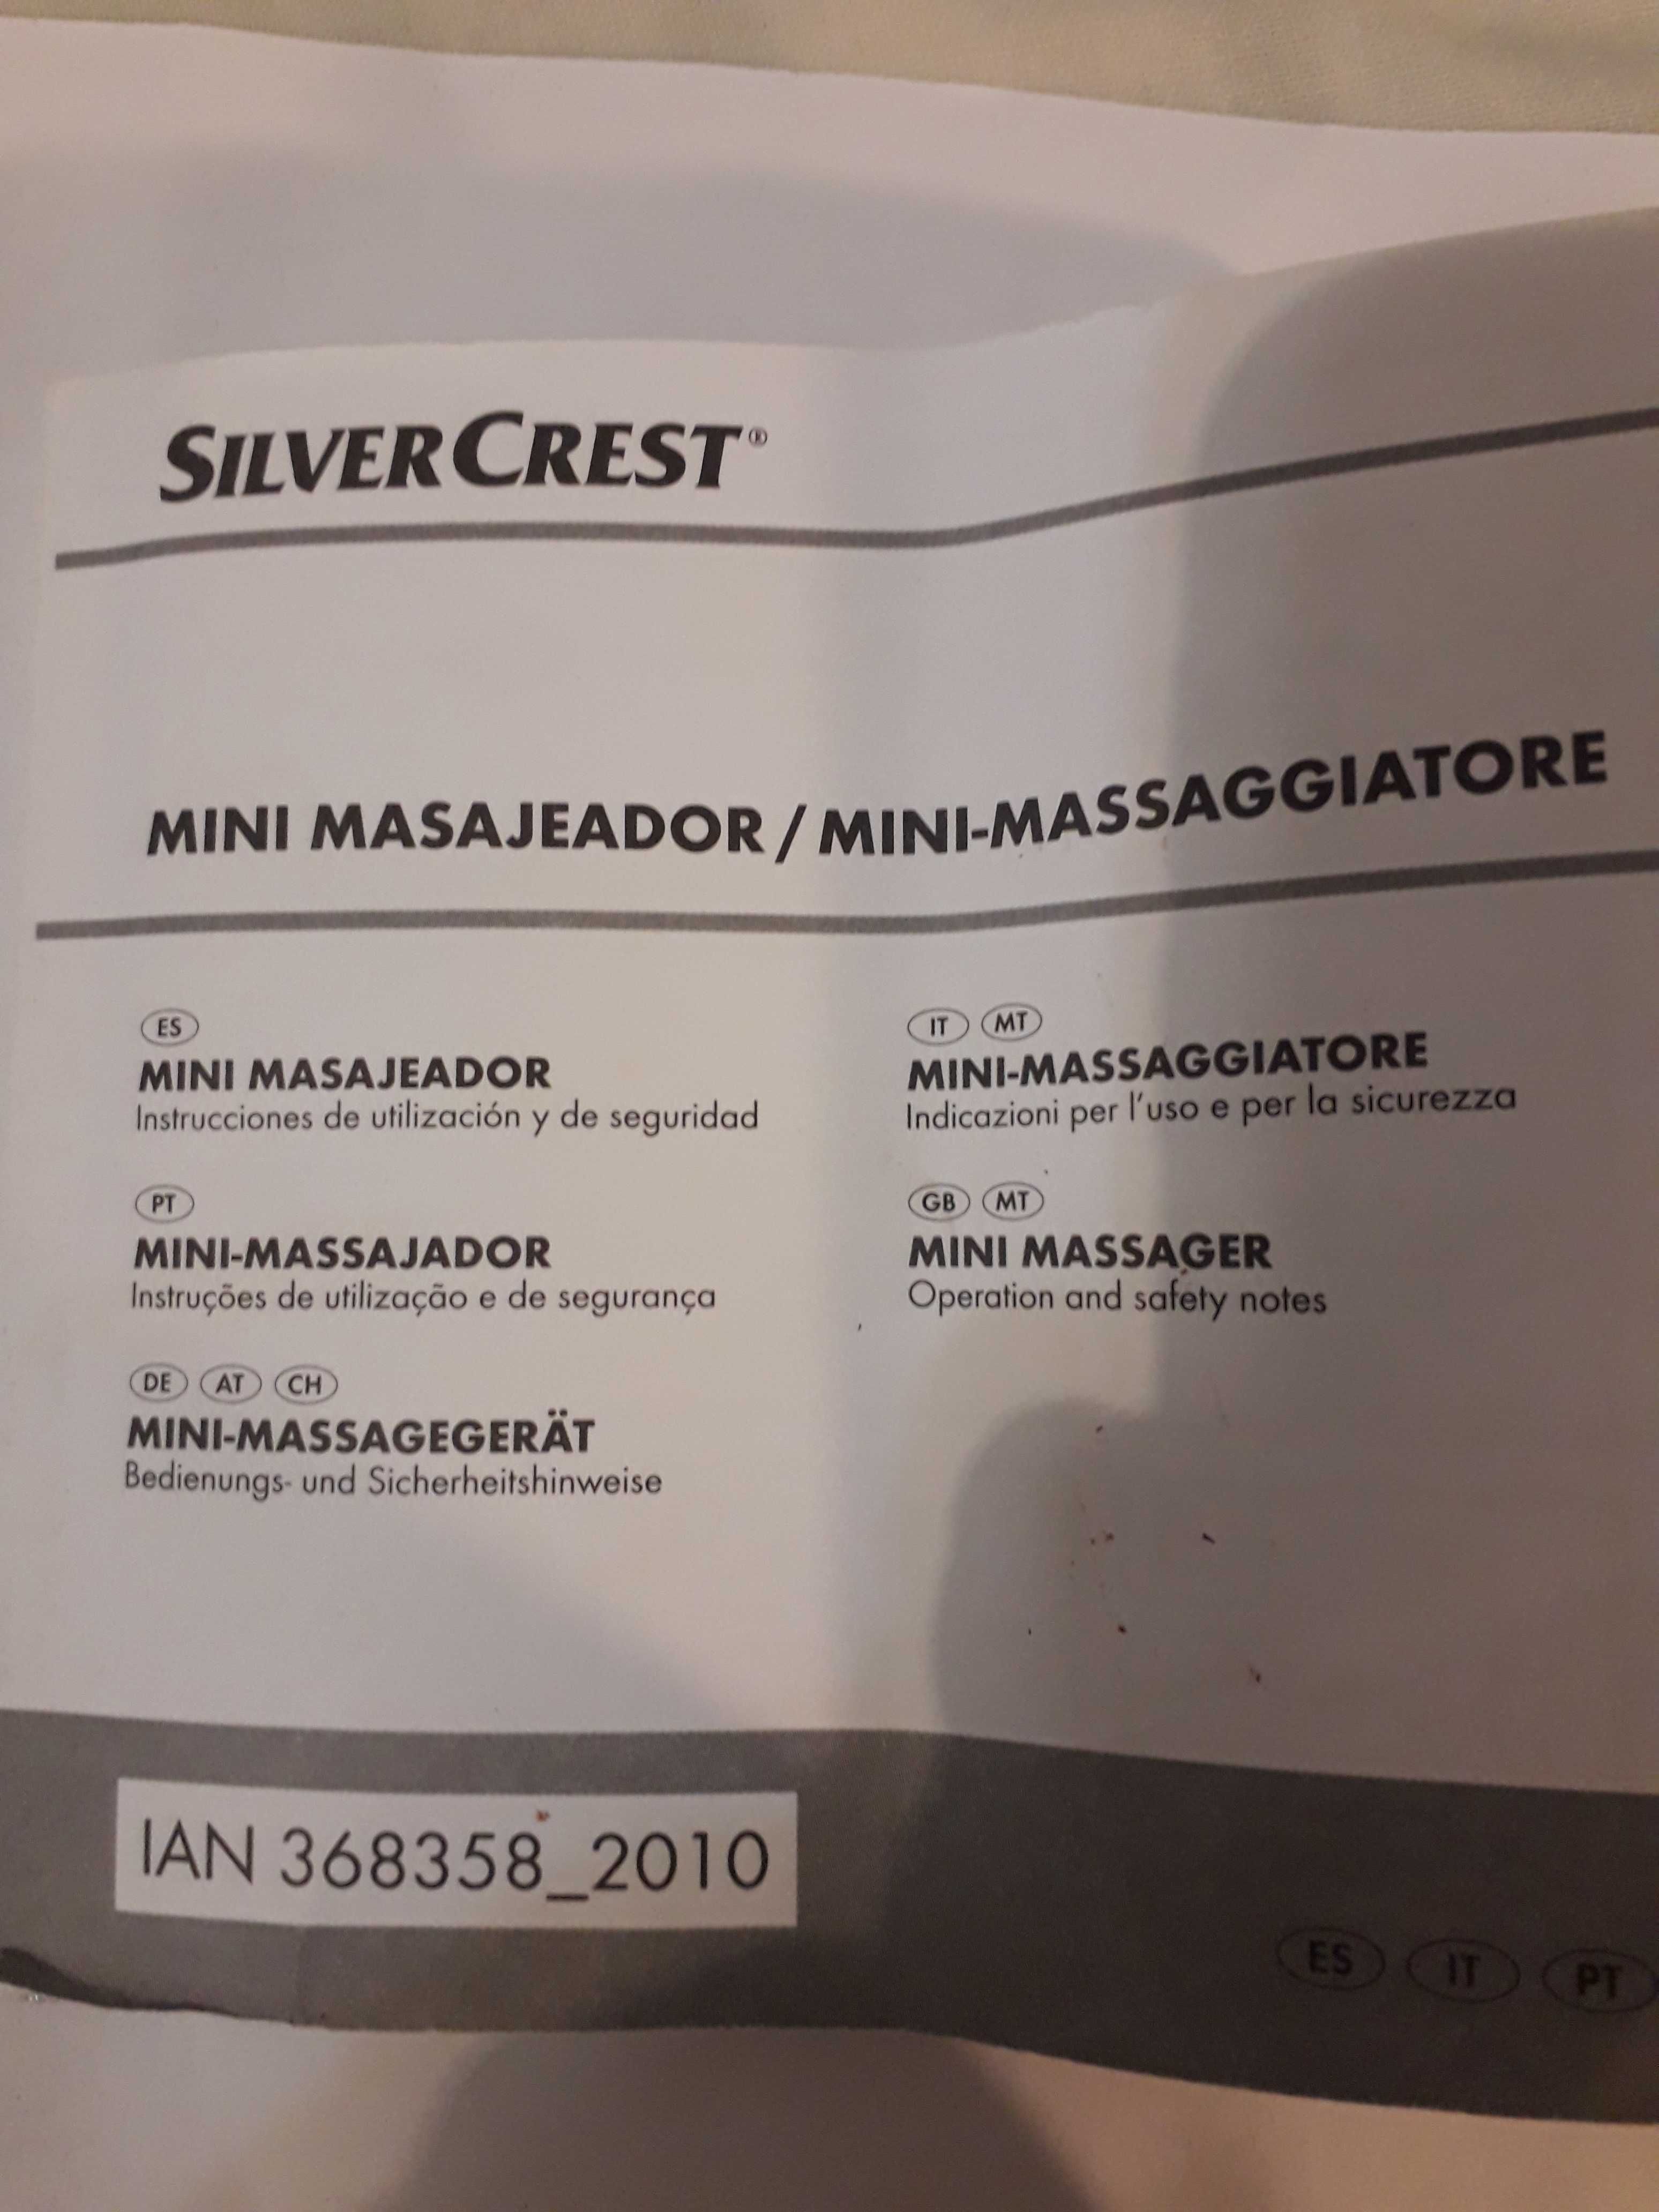 SILVERCREST®
MINI MASAJEADOR / MINI-MASSAGGIATORE
ES
MINI MASAJEADOR
Instrucciones de utilización y de seguridad
PT
MINI-MASSAJADOR
Instruções de utilização e de segurança
DE AT CH
MINI-MASSAGEGERÄT
Bedienungs- und Sicherheitshinweise
IT MT
MINI-MASSAGGIATORE
Indicazioni per l'uso e per la sicurezza
GB MT
MINI MASSAGER
Operation and safety notes
IAN 368358_2010
ES IT PT